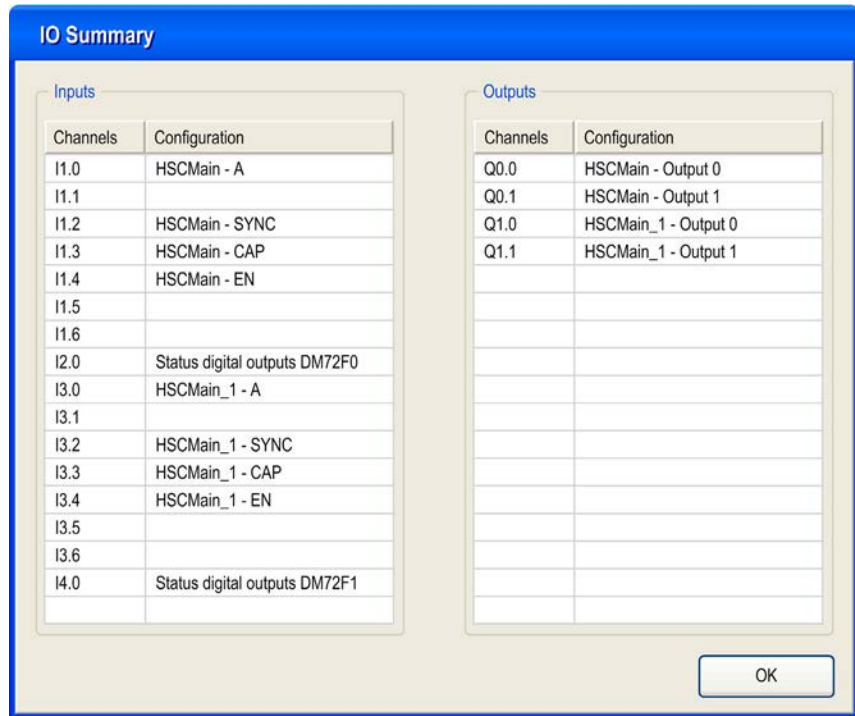 IO Summary
Inputs
Channels Configuration
I1.0 HSCMain - A
I1.1
I1.2 HSCMain - SYNC
I1.3 HSCMain - CAP
I1.4 HSCMain - EN
I1.5
I1.6
I2.0 Status digital outputs DM72F0
I3.0 HSCMain_1 - A
I3.1
I3.2 HSCMain_1 - SYNC
I3.3 HSCMain_1 - CAP
I3.4 HSCMain_1 - EN
I3.5
I3.6
I4.0 Status digital outputs DM72F1
Outputs
Channels Configuration
Q0.0 HSCMain - Output 0
Q0.1 HSCMain - Output 1
Q1.0 HSCMain_1 - Output 0
Q1.1 HSCMain_1 - Output 1
OK